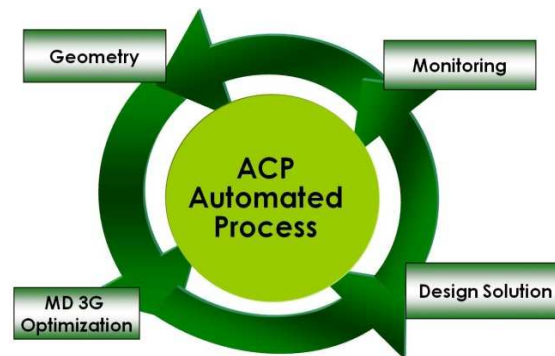 Geometry
Monitoring
ACP
Automated
Process
MD 3G
Optimization
Design Solution